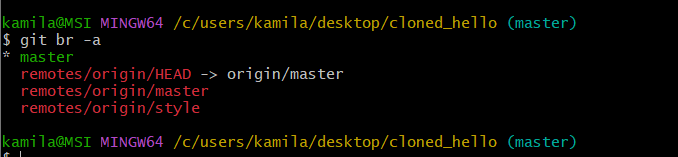 kamila@MSI MINGW64 /c/users/kamila/desktop/cloned_hello (master)
$ git br -a
* master
  remotes/origin/HEAD -> origin/master
  remotes/origin/master
  remotes/origin/style

kamila@MSI MINGW64 /c/users/kamila/desktop/cloned_hello (master)
$